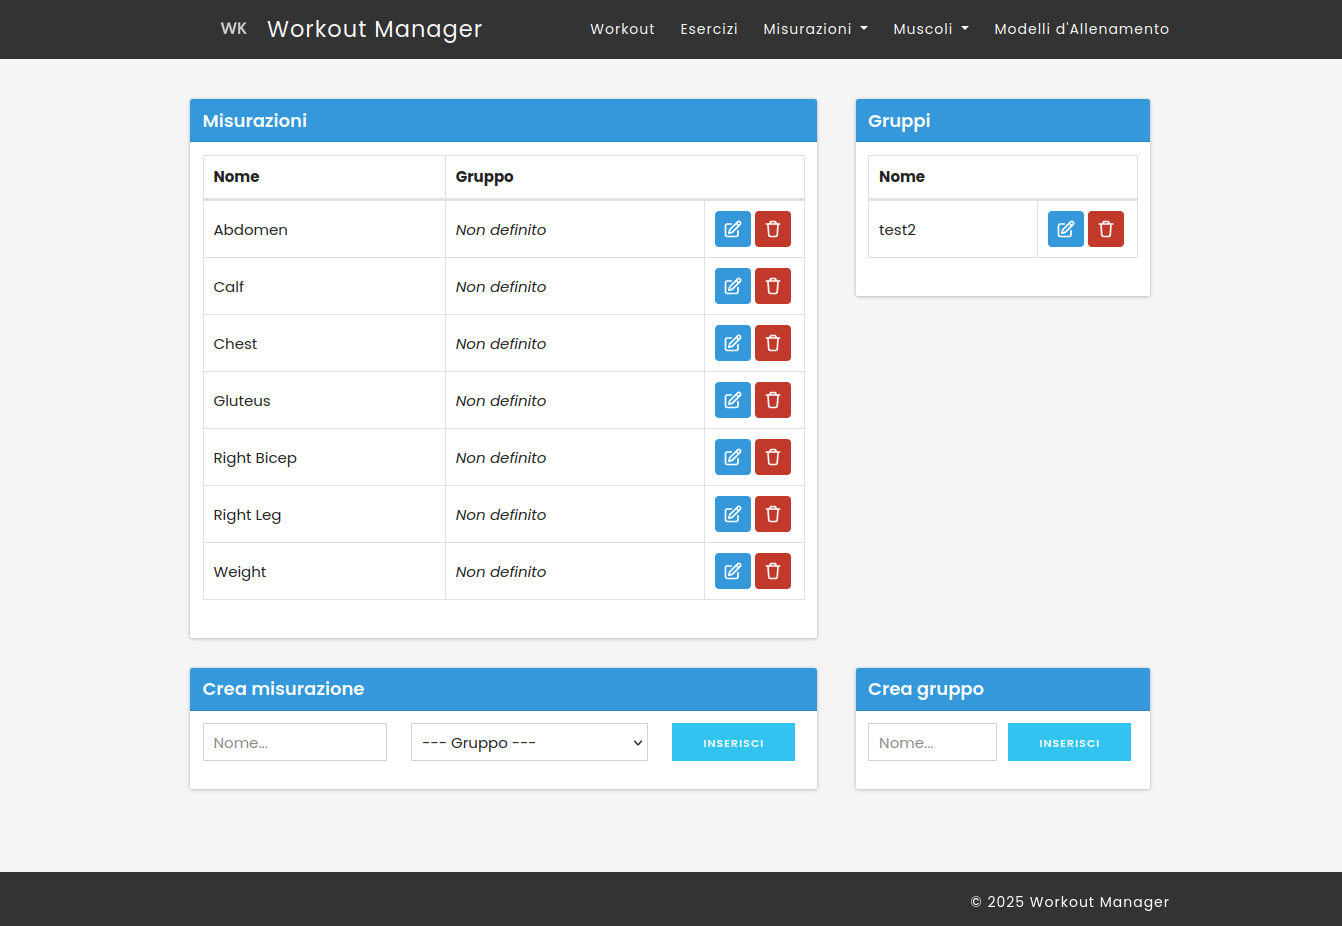 WK Workout Manager Workout Esercizi Misurazioni Muscoli Modelli d'Allenamento
Misurazioni
Nome Gruppo
Abdomen Non definito
Calf Non definito
Chest Non definito
Gluteus Non definito
Right Bicep Non definito
Right Leg Non definito
Weight Non definito
Gruppi
Nome
test2
Crea misurazione
Nome... --- Gruppo --- INSERISCI
Crea gruppo
Nome... INSERISCI
© 2025 Workout Manager